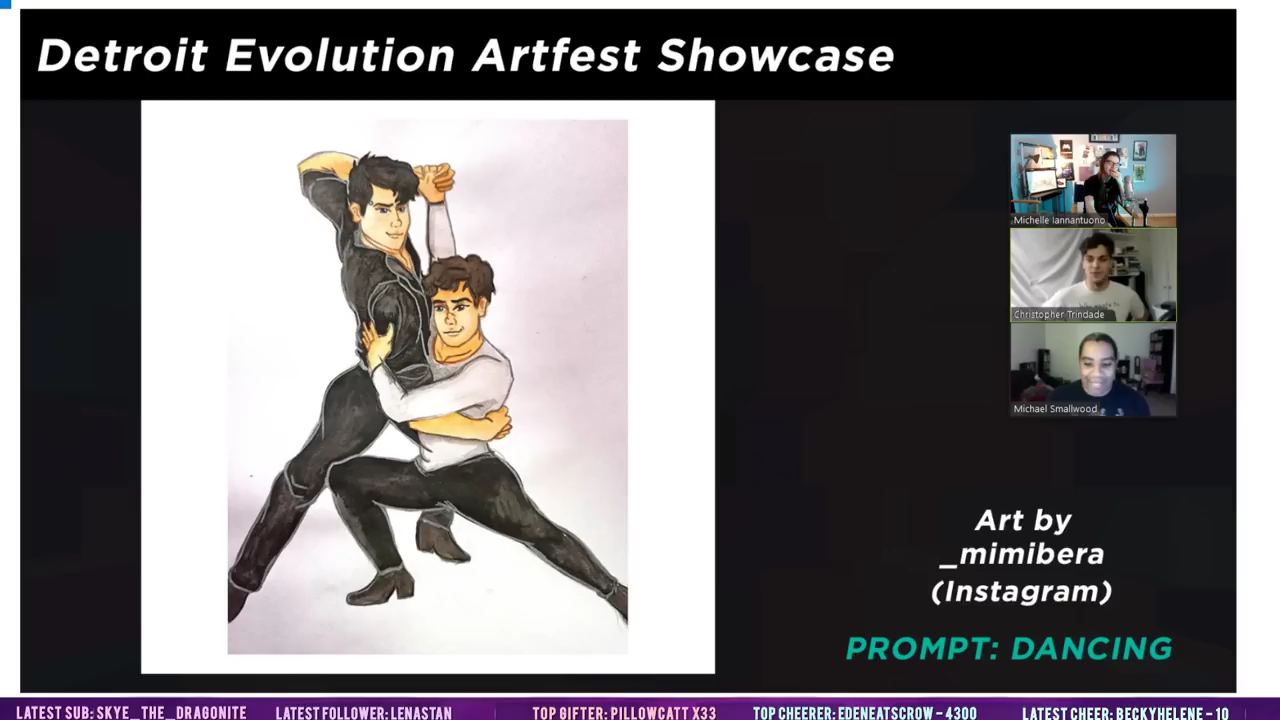 Detroit Evolution Artfest Showcase
Michelle Iannantuono
Christopher Trindade
Michael Smallwood
Art by
_mimibera
(Instagram)
PROMPT: DANCING
LATEST SUB: SKYE_THE_DRAGONITE
LATEST FOLLOWER: LENASTAN
TOP GIFTER: PILLOWCATT X33
TOP CHEERER: EDENEATSCROW - 4300
LATEST CHEER: BECKYHELENE - 10